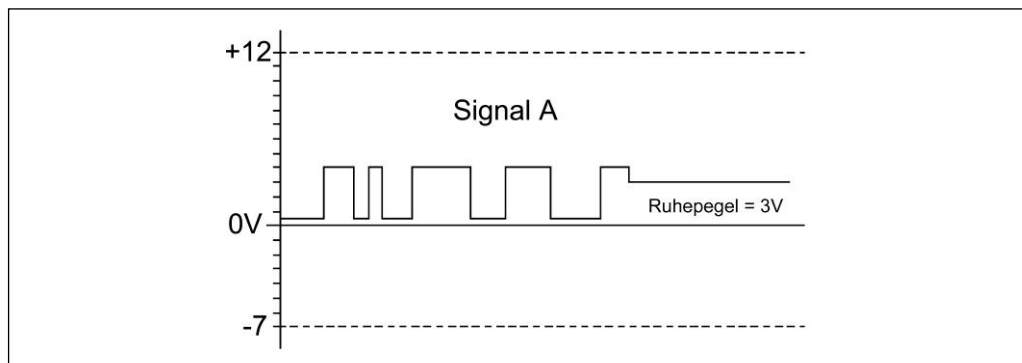 +12
Signal A
Ruhepegel = 3V
0V
-7